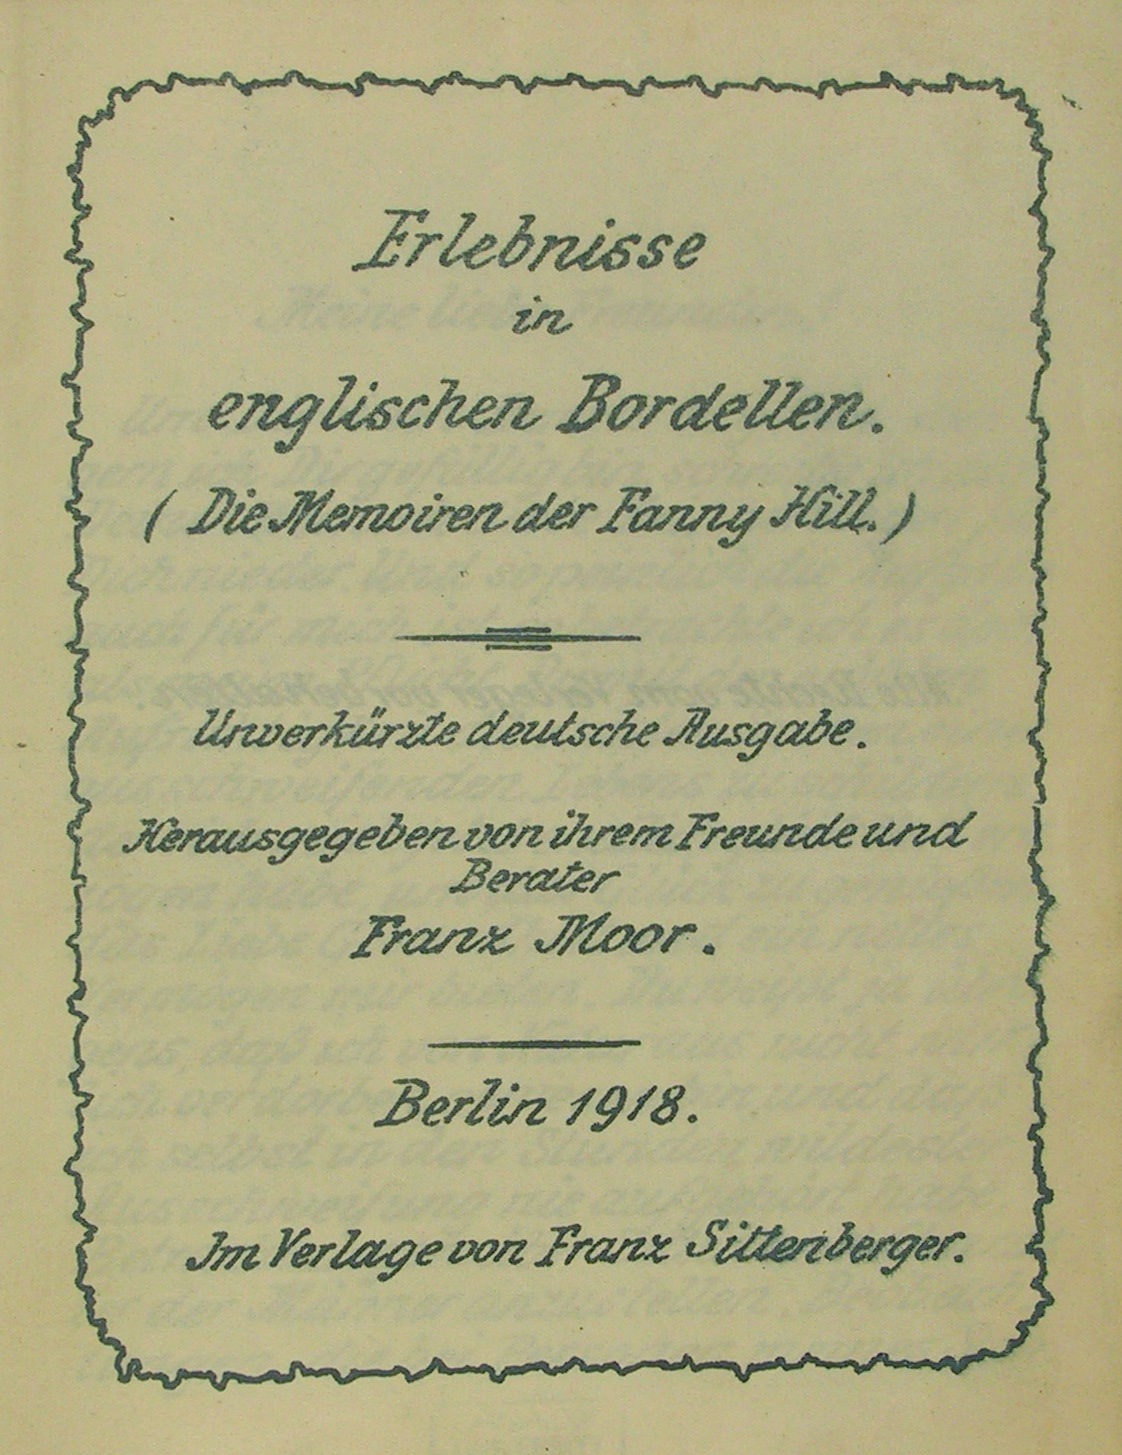 Erlebnisse
in
englischen Bordellen.
( Die Memoiren der Fanny Hill. )
Unverkürzte deutsche Ausgabe.
Herausgegeben von ihrem Freunde und
Berater
Franz Moor.
Berlin 1918.
Im Verlage von Franz Sittenberger.